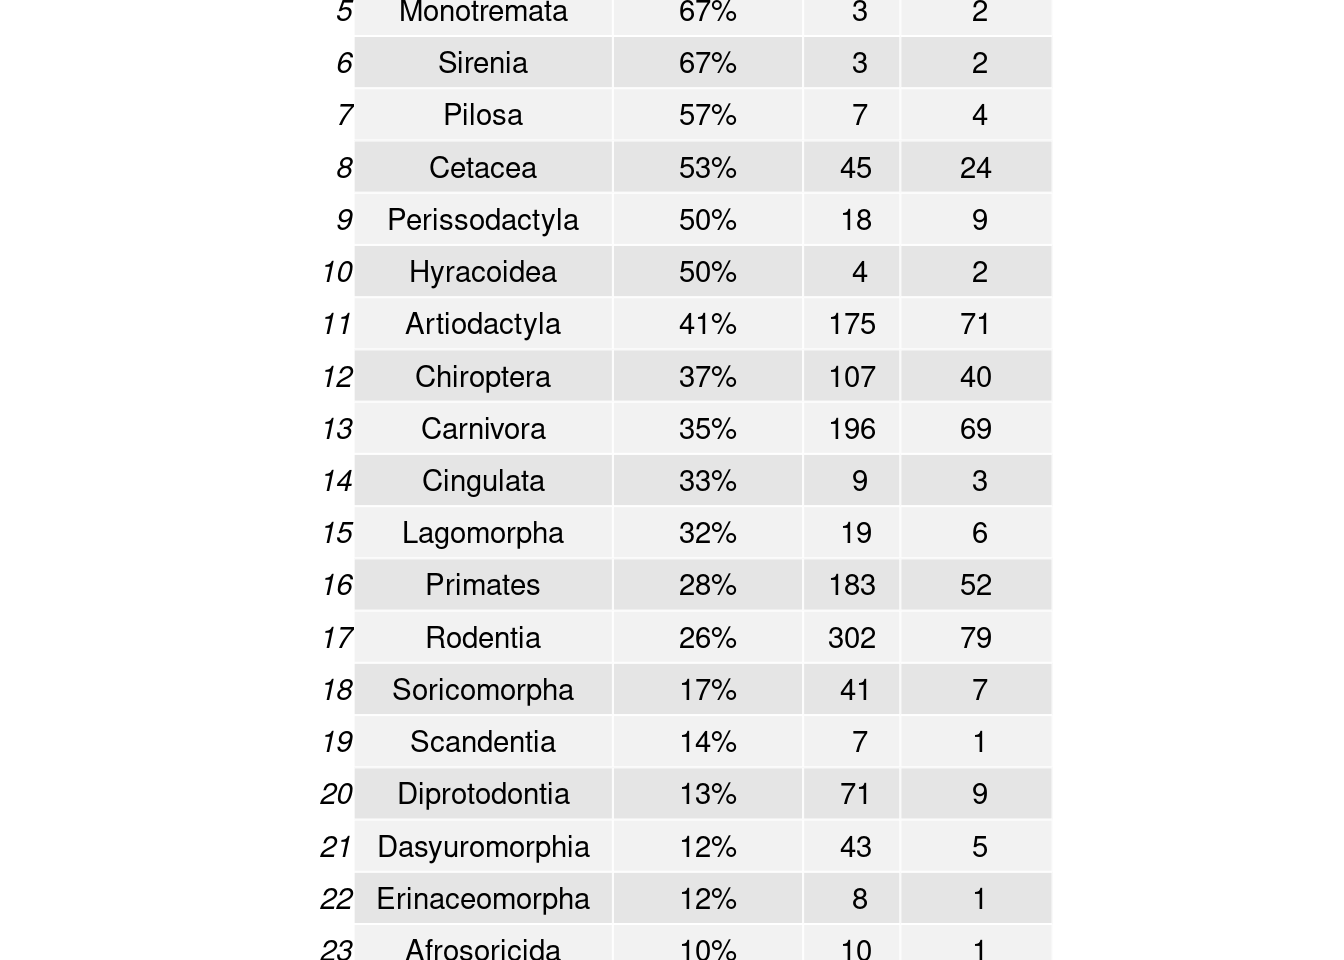 5 Monotremata 67% 3 2
6 Sirenia 67% 3 2
7 Pilosa 57% 7 4
8 Cetacea 53% 45 24
9 Perissodactyla 50% 18 9
10 Hyracoidea 50% 4 2
11 Artiodactyla 41% 175 71
12 Chiroptera 37% 107 40
13 Carnivora 35% 196 69
14 Cingulata 33% 9 3
15 Lagomorpha 32% 19 6
16 Primates 28% 183 52
17 Rodentia 26% 302 79
18 Soricomorpha 17% 41 7
19 Scandentia 14% 7 1
20 Diprotodontia 13% 71 9
21 Dasyuromorphia 12% 43 5
22 Erinaceomorpha 12% 8 1
23 Afrosoricida 10% 10 1